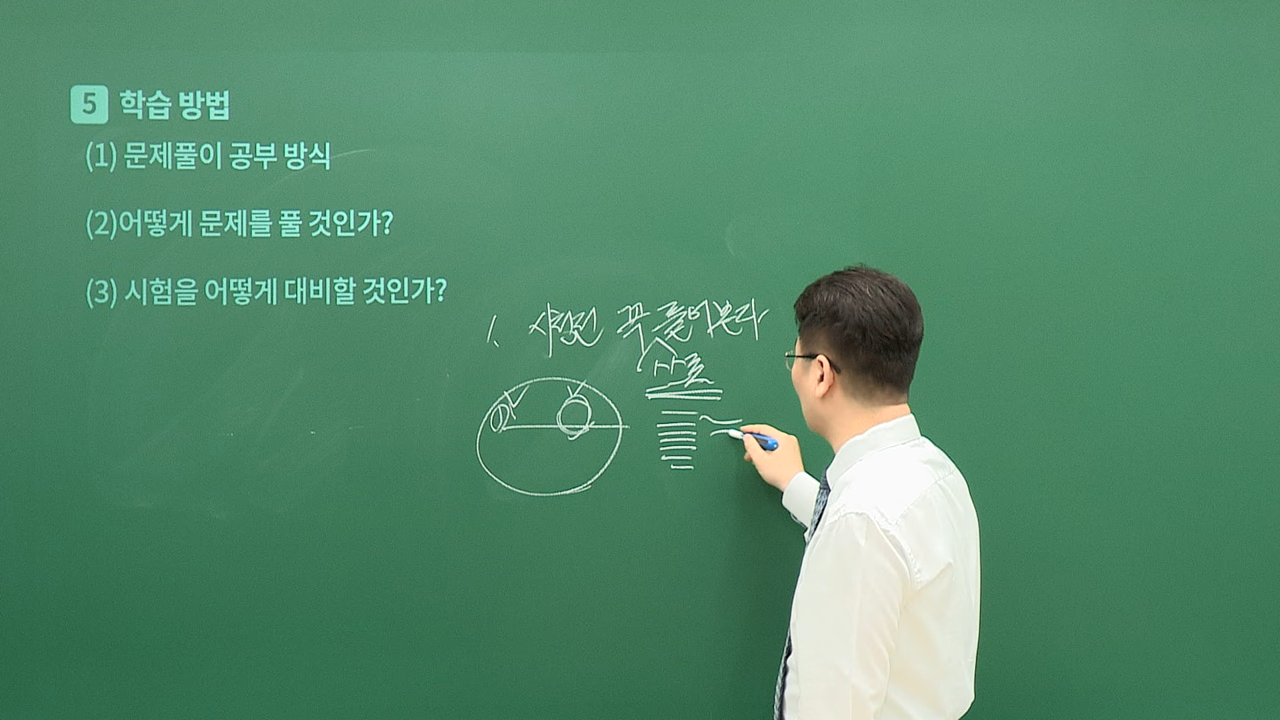 5 학습 방법
(1) 문제풀이 공부 방식
(2)어떻게 문제를 풀 것인가?
(3) 시험을 어떻게 대비할 것인가?
1. 사전 꼭 풀어본다